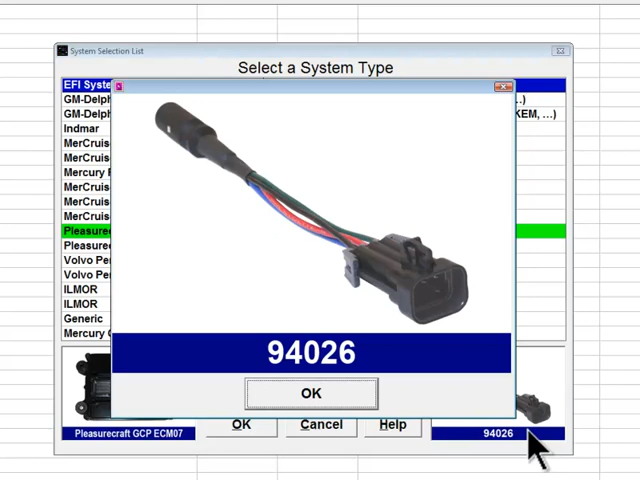 System Selection List
Select a System Type
EFI Syste
GM-Delph ..)
GM-Delph KEM, ...)
Indmar
MerCruis
MerCruis
Mercury
MerCruis
MerCruis
MerCruis
Pleasurec
Pleasurec
Volvo Pe
Volvo Pe
ILMOR
ILMOR
Generic
Mercury
94026
OK
OK Cancel Help
Pleasurecraft GCP ECM07 94026